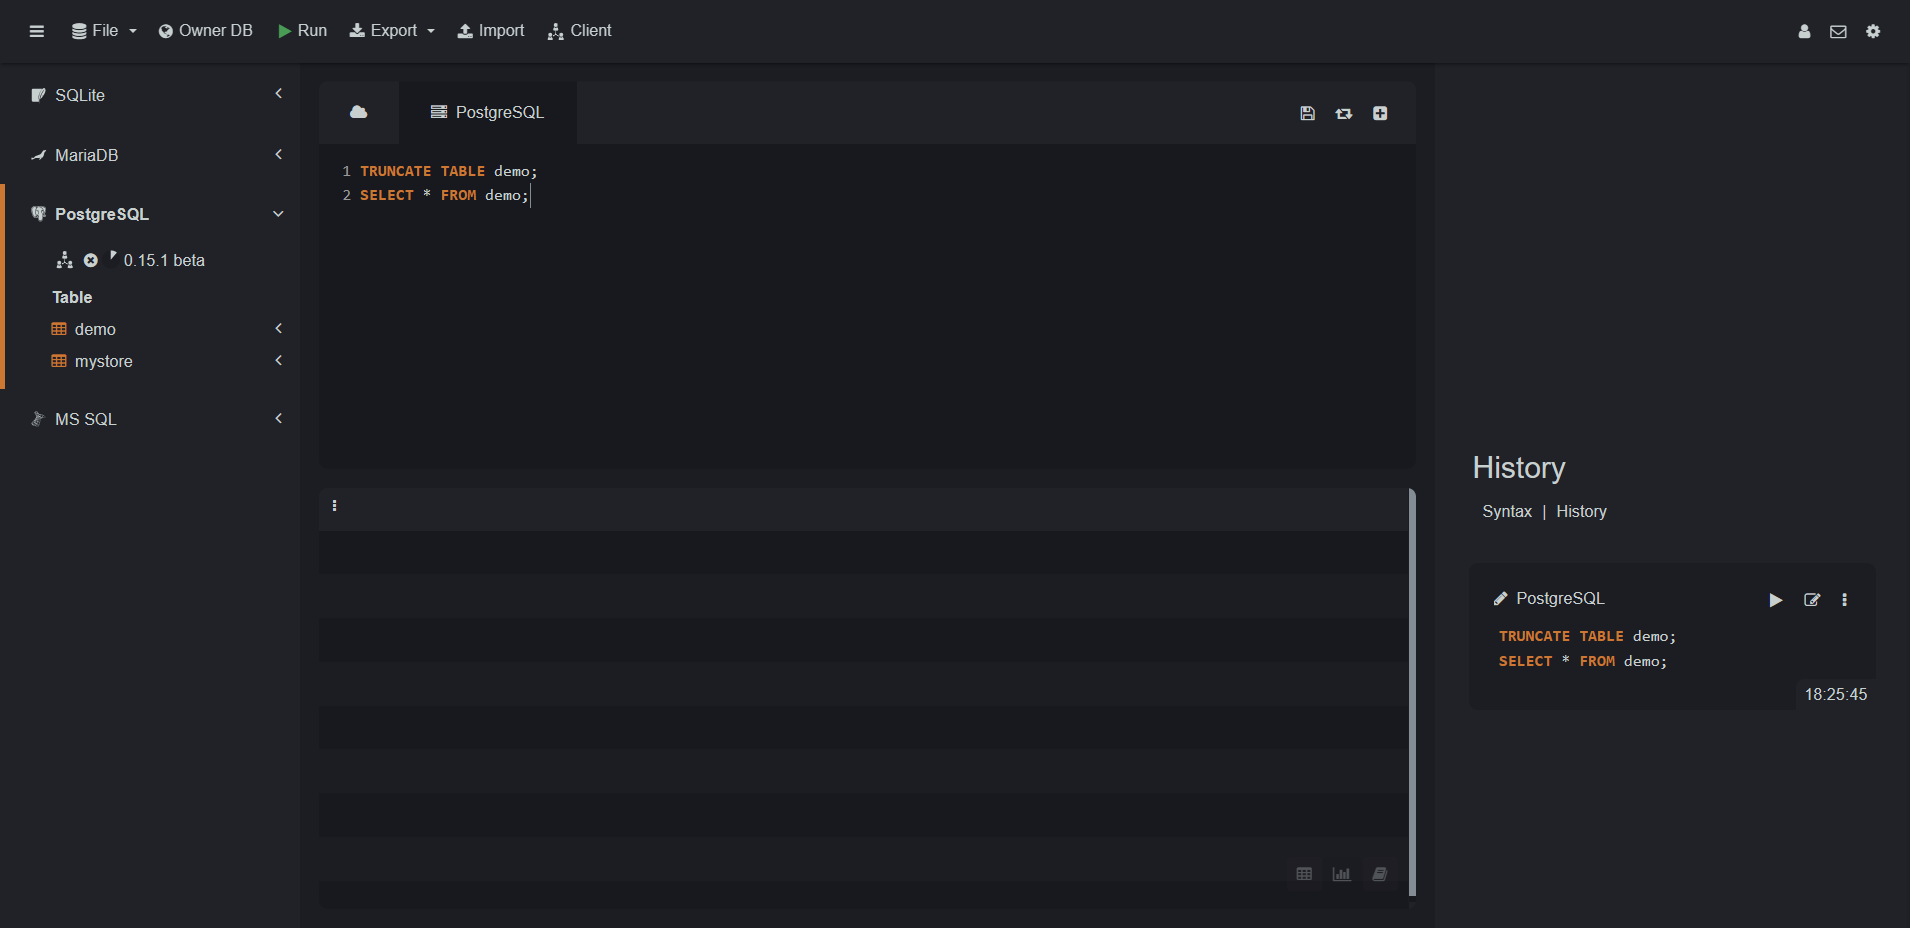 File Owner DB Run Export Import Client
SQLite
MariaDB
PostgreSQL
0.15.1 beta
Table
demo
mystore
MS SQL
PostgreSQL
1 TRUNCATE TABLE demo;
2 SELECT * FROM demo;
History
Syntax | History
PostgreSQL
TRUNCATE TABLE demo;
SELECT * FROM demo;
18:25:45